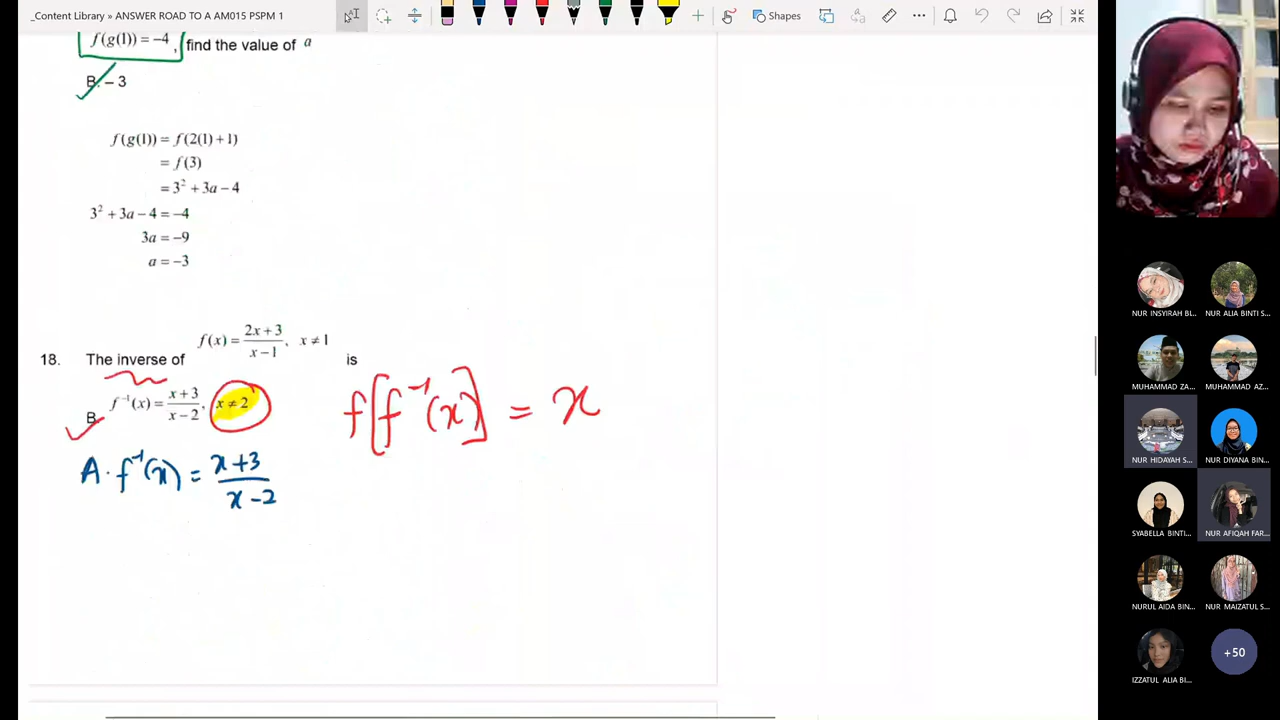 _Content Library » ANSWER ROAD TO A AM015 PSPM 1
Shapes
f(g(1)) = −4 , find the value of a
B. − 3
f(g(1)) = f(2(1)+1)
= f(3)
= 3² + 3a − 4
3² + 3a − 4 = −4
3a = −9
a = −3
18. The inverse of f(x) = (2x+3)/(x−1), x ≠ 1 is
B. f⁻¹(x) = (x+3)/(x−2), x ≠ 2
f[f⁻¹(x)] = x
A. f⁻¹(x) = (x+3)/(x−2)
NUR INSYIRAH BI...
NUR ALIA BINTI S...
MUHAMMAD ZA...
MUHAMMAD AZ...
NUR HIDAYAH S...
NUR DIYANA BIN...
SYABELLA BINTI...
NUR AFIQAH FAR...
NURUL AIDA BIN...
NUR MAIZATUL S...
IZZATUL ALIA BI...
+50